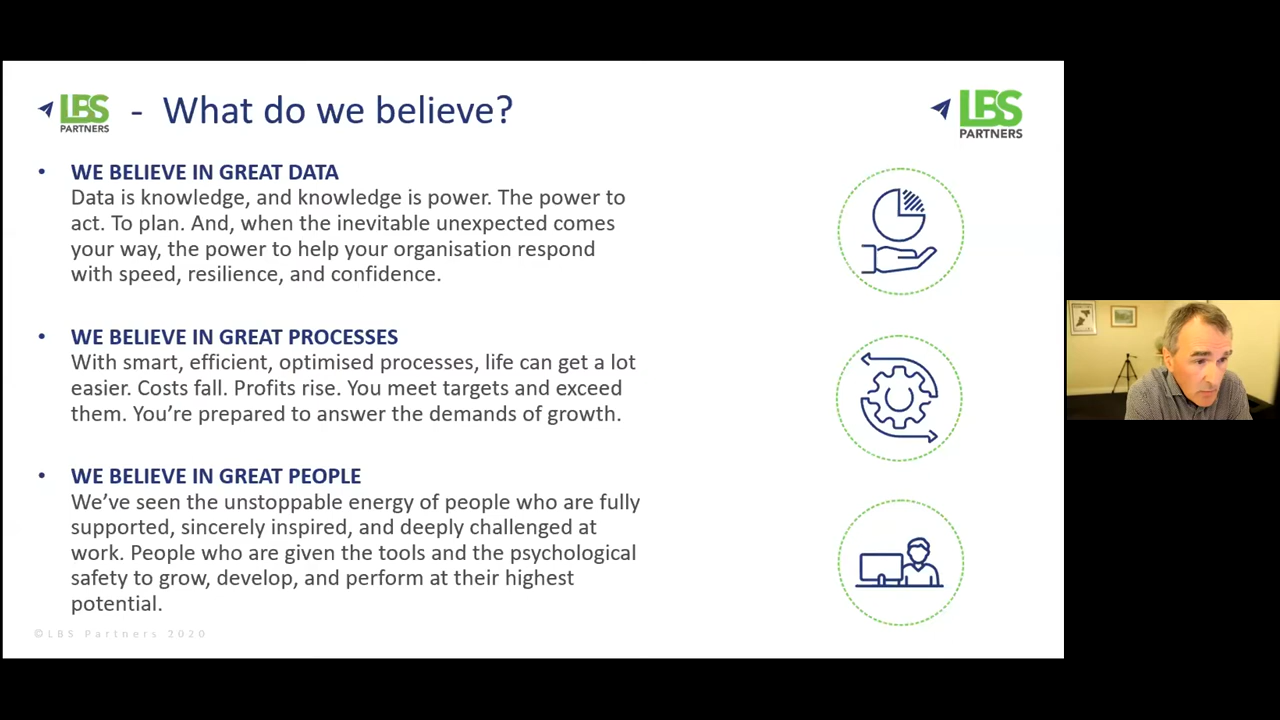 LBS
PARTNERS
- What do we believe?
LBS
PARTNERS
• WE BELIEVE IN GREAT DATA
Data is knowledge, and knowledge is power. The power to
act. To plan. And, when the inevitable unexpected comes
your way, the power to help your organisation respond
with speed, resilience, and confidence.
• WE BELIEVE IN GREAT PROCESSES
With smart, efficient, optimised processes, life can get a lot
easier. Costs fall. Profits rise. You meet targets and exceed
them. You’re prepared to answer the demands of growth.
• WE BELIEVE IN GREAT PEOPLE
We’ve seen the unstoppable energy of people who are fully
supported, sincerely inspired, and deeply challenged at
work. People who are given the tools and the psychological
safety to grow, develop, and perform at their highest
potential.
©LBS Partners 2020